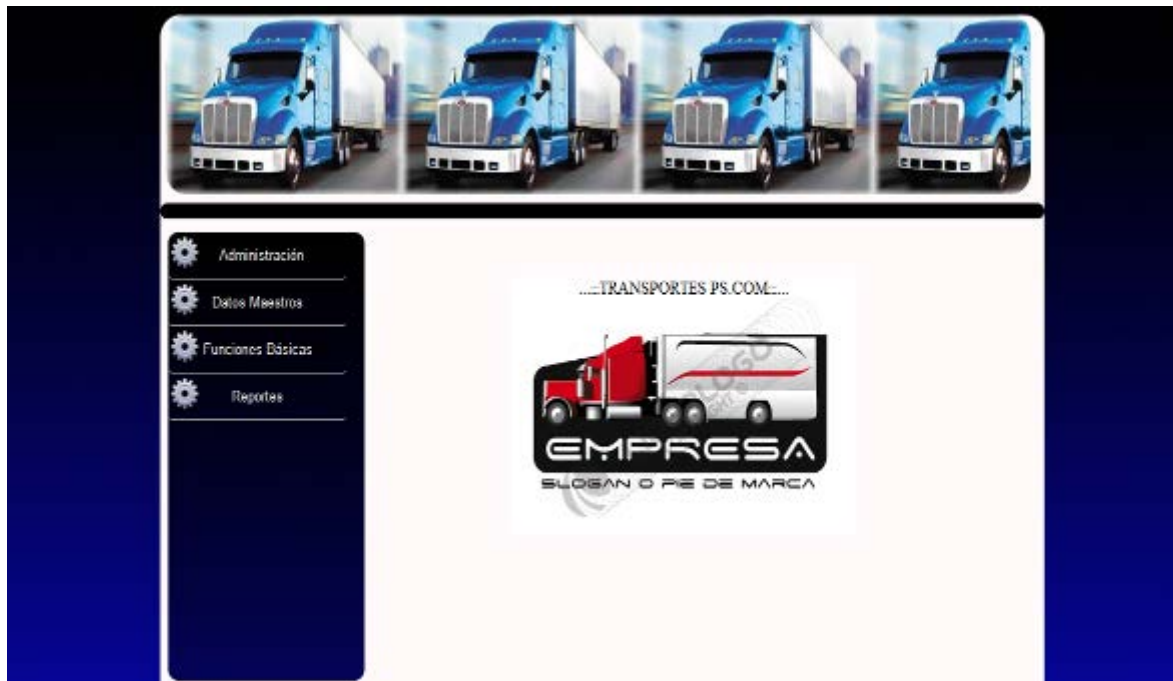 Administración
Datos Maestros
Funciones Básicas
Reportes
...::TRANSPORTES PS.COM::...
EMPRESA
SLOGAN O PIE DE MARCA